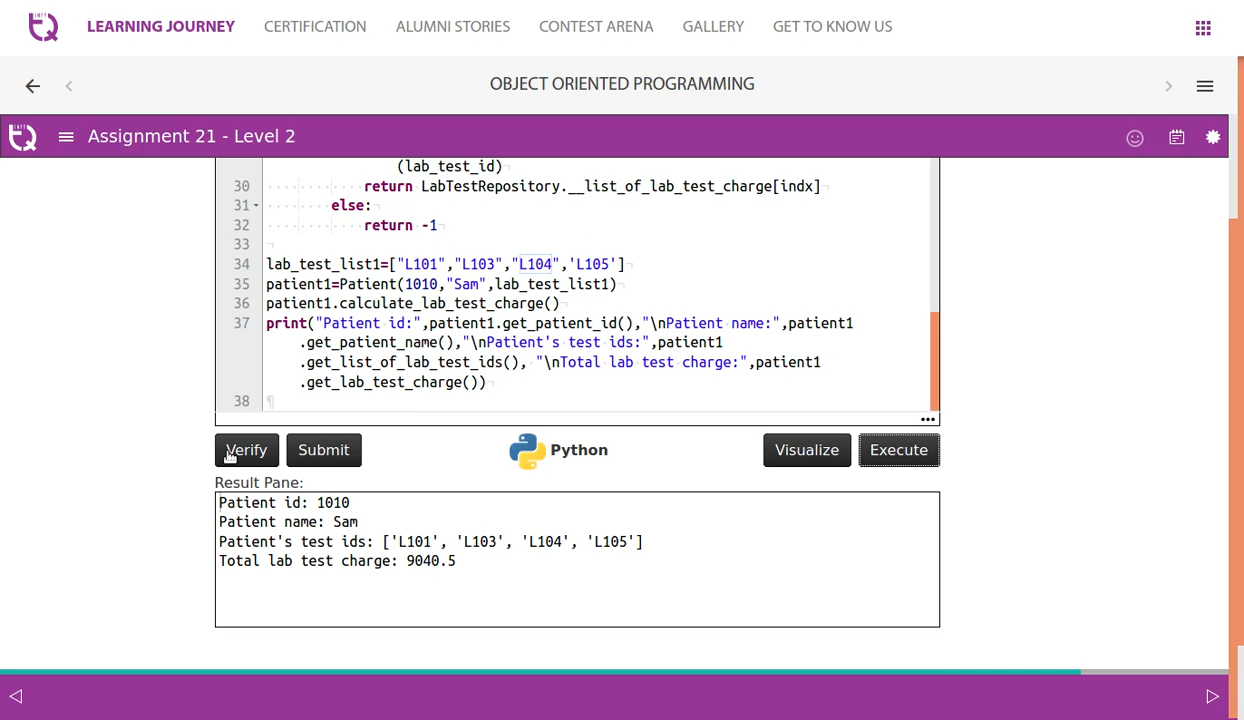 LEARNING JOURNEY CERTIFICATION ALUMNI STORIES CONTEST ARENA GALLERY GET TO KNOW US
OBJECT ORIENTED PROGRAMMING
Assignment 21 - Level 2
(lab_test_id)
30 return LabTestRepository.__list_of_lab_test_charge[indx]
31 else:
32 return -1
33
34 lab_test_list1=["L101","L103","L104",'L105']
35 patient1=Patient(1010,"Sam",lab_test_list1)
36 patient1.calculate_lab_test_charge()
37 print("Patient id:",patient1.get_patient_id(),"\nPatient name:",patient1
.get_patient_name(),"\nPatient's test ids:",patient1
.get_list_of_lab_test_ids(), "\nTotal lab test charge:",patient1
.get_lab_test_charge())
38
Verify Submit Python Visualize Execute
Result Pane:
Patient id: 1010
Patient name: Sam
Patient's test ids: ['L101', 'L103', 'L104', 'L105']
Total lab test charge: 9040.5